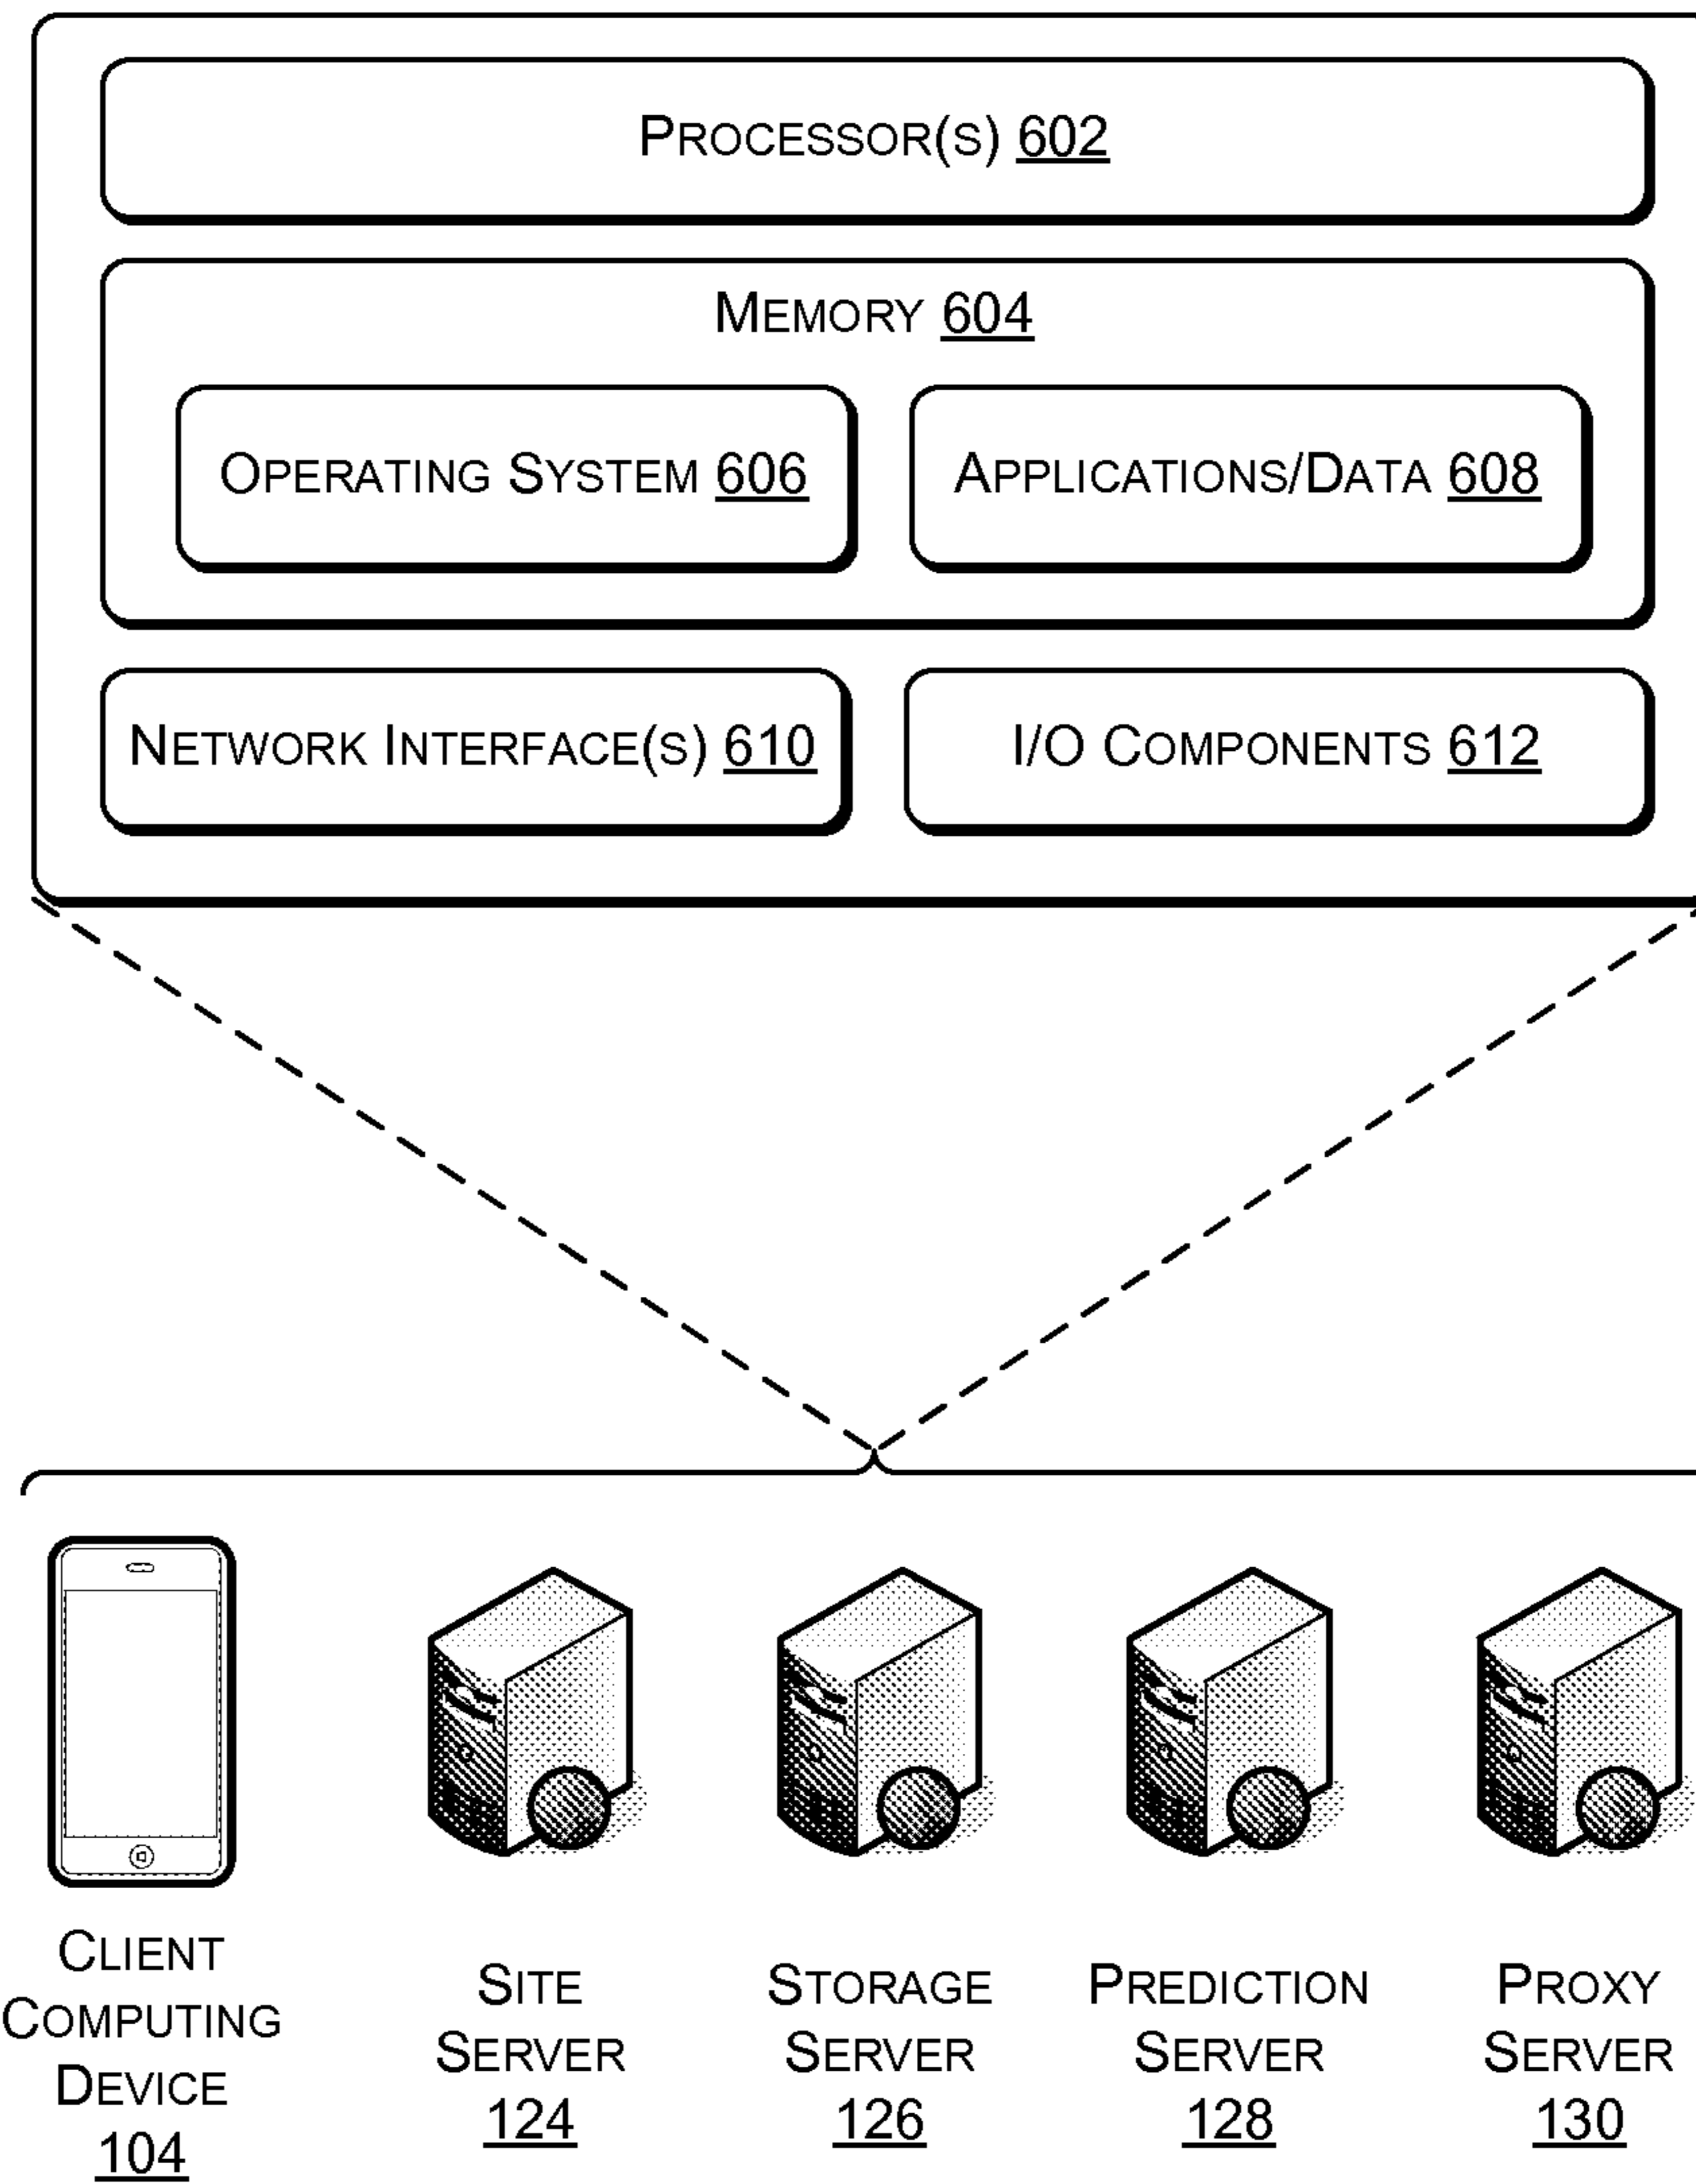 PROCESSOR(S) 602
MEMORY 604
OPERATING SYSTEM 606
APPLICATIONS/DATA 608
NETWORK INTERFACE(S) 610
I/O COMPONENTS 612
CLIENT
COMPUTING
DEVICE
104
SITE
SERVER
124
STORAGE
SERVER
126
PREDICTION
SERVER
128
PROXY
SERVER
130